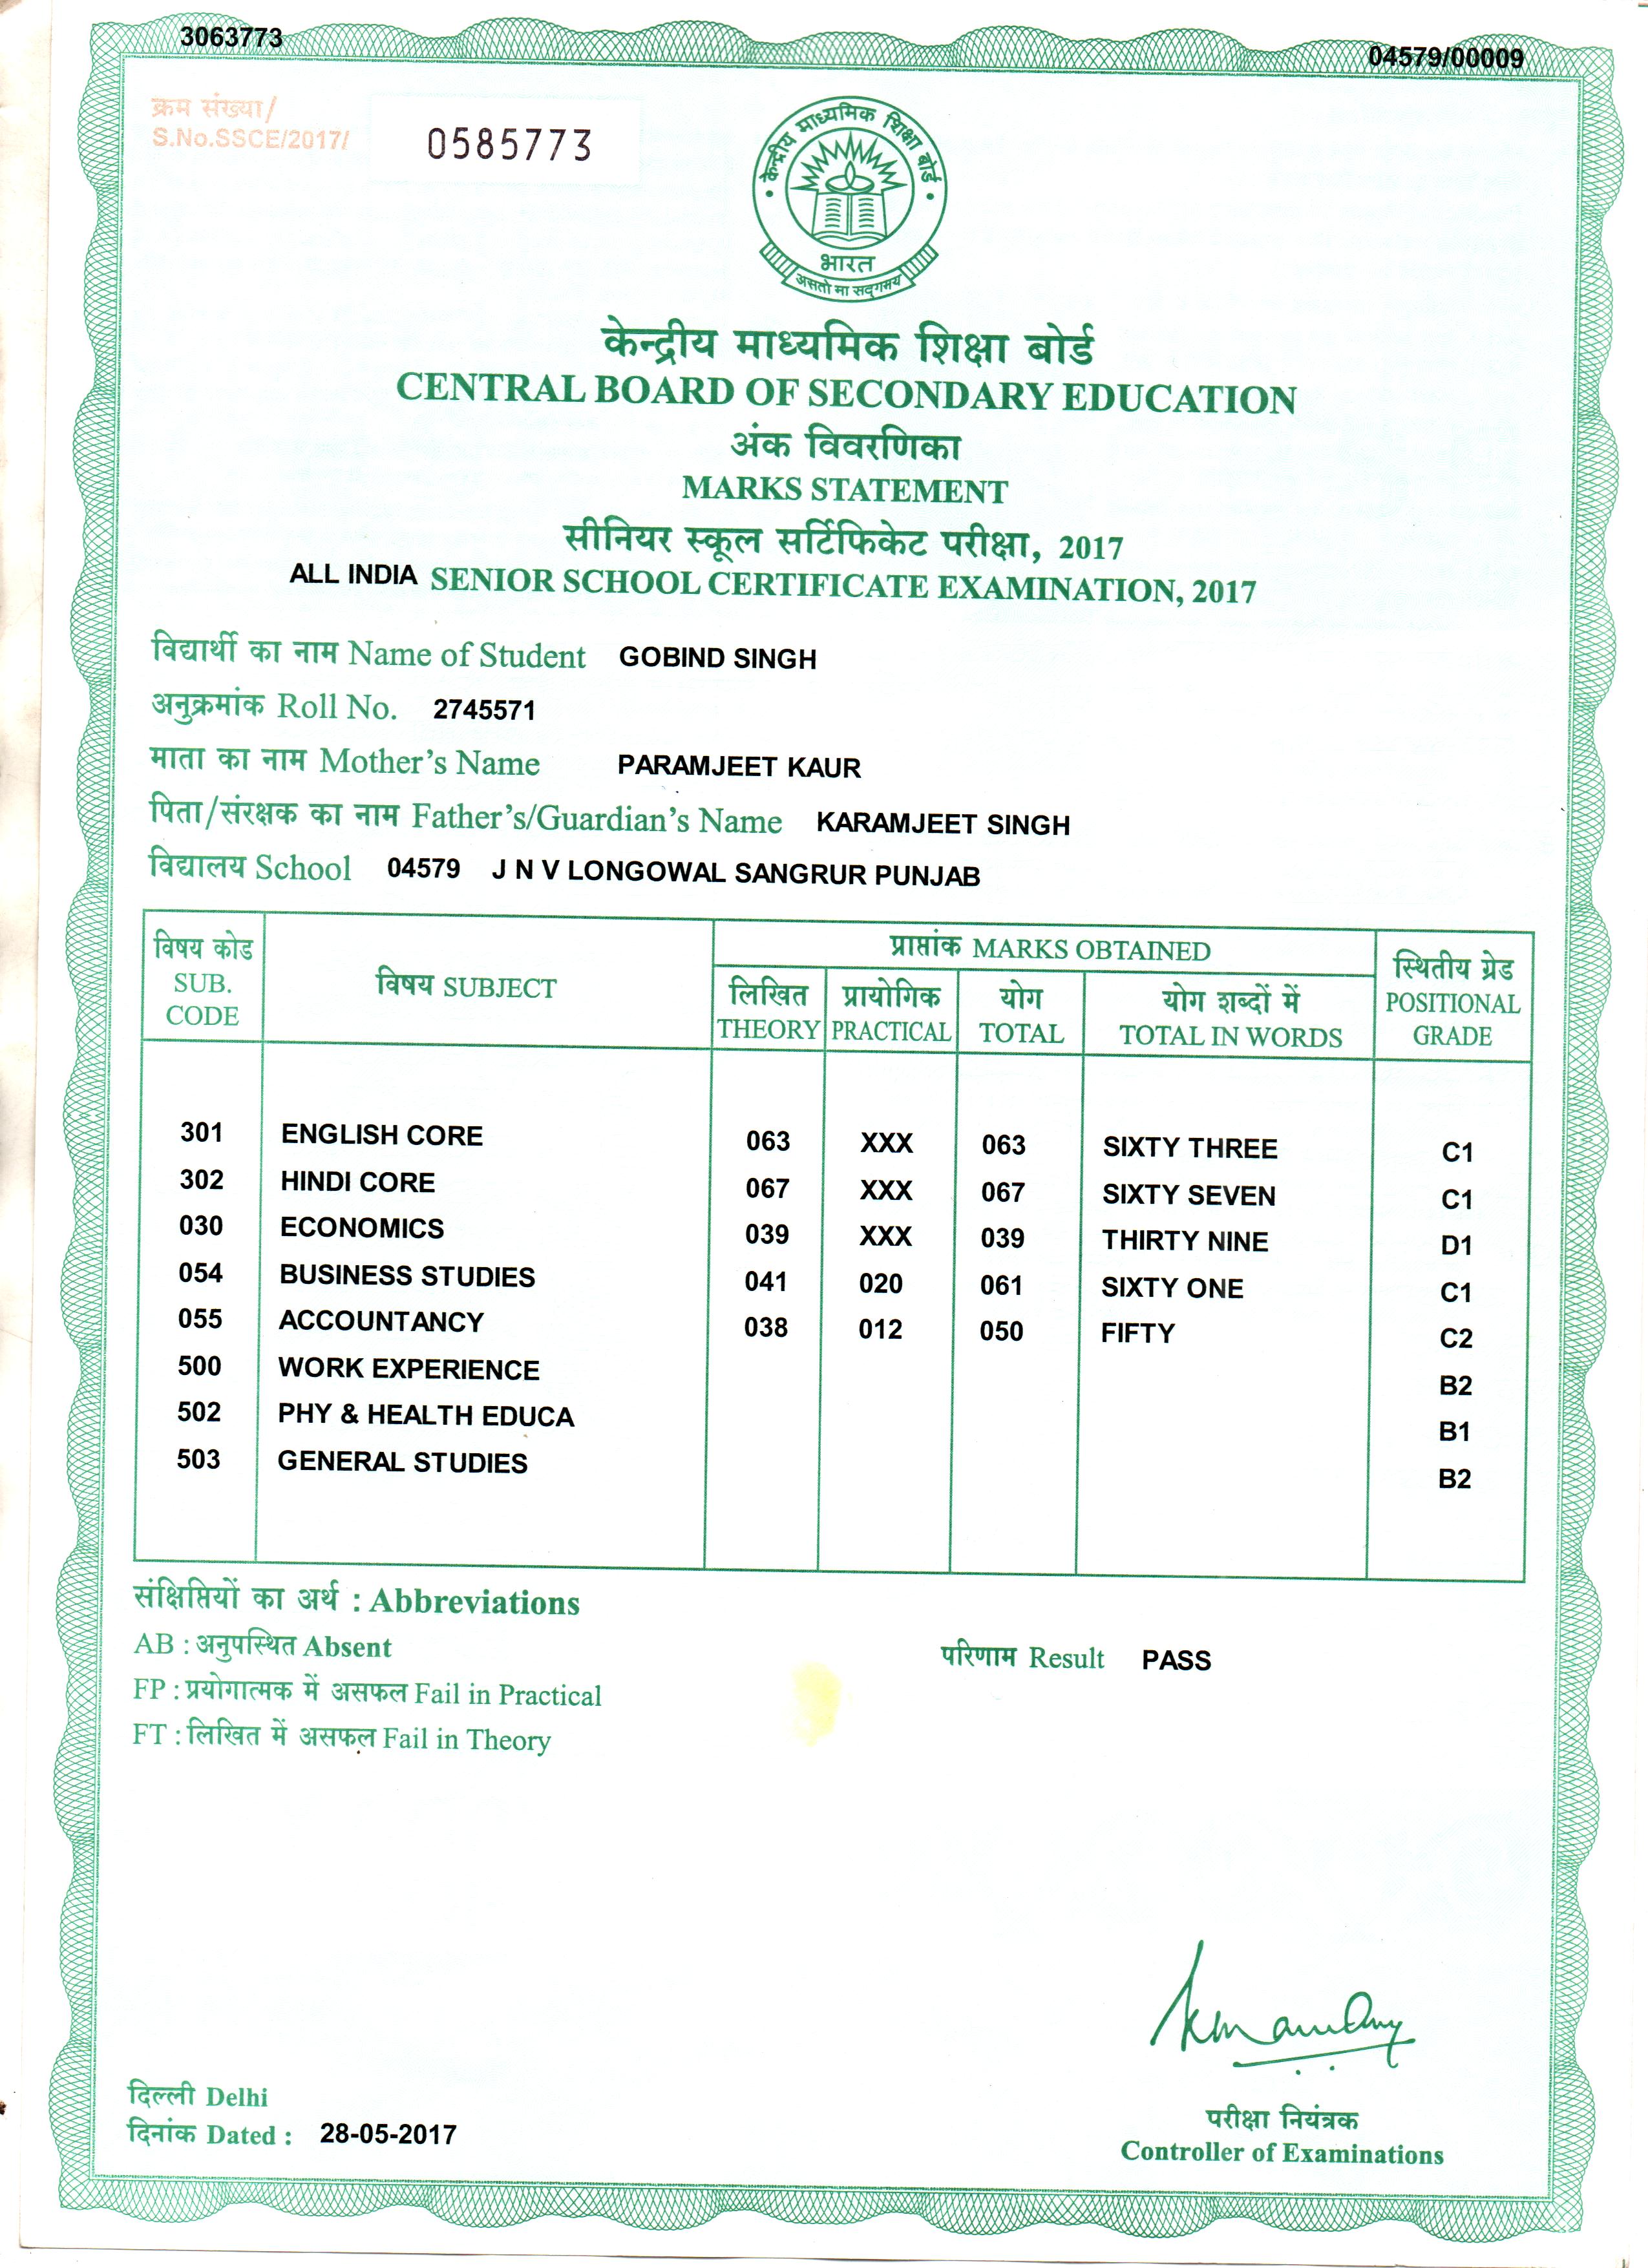 3063773
04579/00009
क्रम संख्या/
S.No.SSCE/2017/
0585773
केन्द्रीय माध्यमिक शिक्षा बोर्ड
भारत
असतो मा सद्गमय
केन्द्रीय माध्यमिक शिक्षा बोर्ड
CENTRAL BOARD OF SECONDARY EDUCATION
अंक विवरणिका
MARKS STATEMENT
सीनियर स्कूल सर्टिफिकेट परीक्षा, 2017
ALL INDIA SENIOR SCHOOL CERTIFICATE EXAMINATION, 2017
विद्यार्थी का नाम Name of Student GOBIND SINGH
अनुक्रमांक Roll No. 2745571
माता का नाम Mother's Name PARAMJEET KAUR
पिता/संरक्षक का नाम Father's/Guardian's Name KARAMJEET SINGH
विद्यालय School 04579 J N V LONGOWAL SANGRUR PUNJAB
विषय कोड SUB. CODE विषय SUBJECT प्राप्तांक MARKS OBTAINED स्थितीय ग्रेड POSITIONAL GRADE
लिखित THEORY प्रायोगिक PRACTICAL योग TOTAL योग शब्दों में TOTAL IN WORDS
301 ENGLISH CORE 063 XXX 063 SIXTY THREE C1
302 HINDI CORE 067 XXX 067 SIXTY SEVEN C1
030 ECONOMICS 039 XXX 039 THIRTY NINE D1
054 BUSINESS STUDIES 041 020 061 SIXTY ONE C1
055 ACCOUNTANCY 038 012 050 FIFTY C2
500 WORK EXPERIENCE B2
502 PHY & HEALTH EDUCA B1
503 GENERAL STUDIES B2
संक्षिप्तियों का अर्थ : Abbreviations
AB : अनुपस्थित Absent
परिणाम Result PASS
FP : प्रयोगात्मक में असफल Fail in Practical
FT : लिखित में असफल Fail in Theory
दिल्ली Delhi
दिनांक Dated : 28-05-2017
परीक्षा नियंत्रक
Controller of Examinations